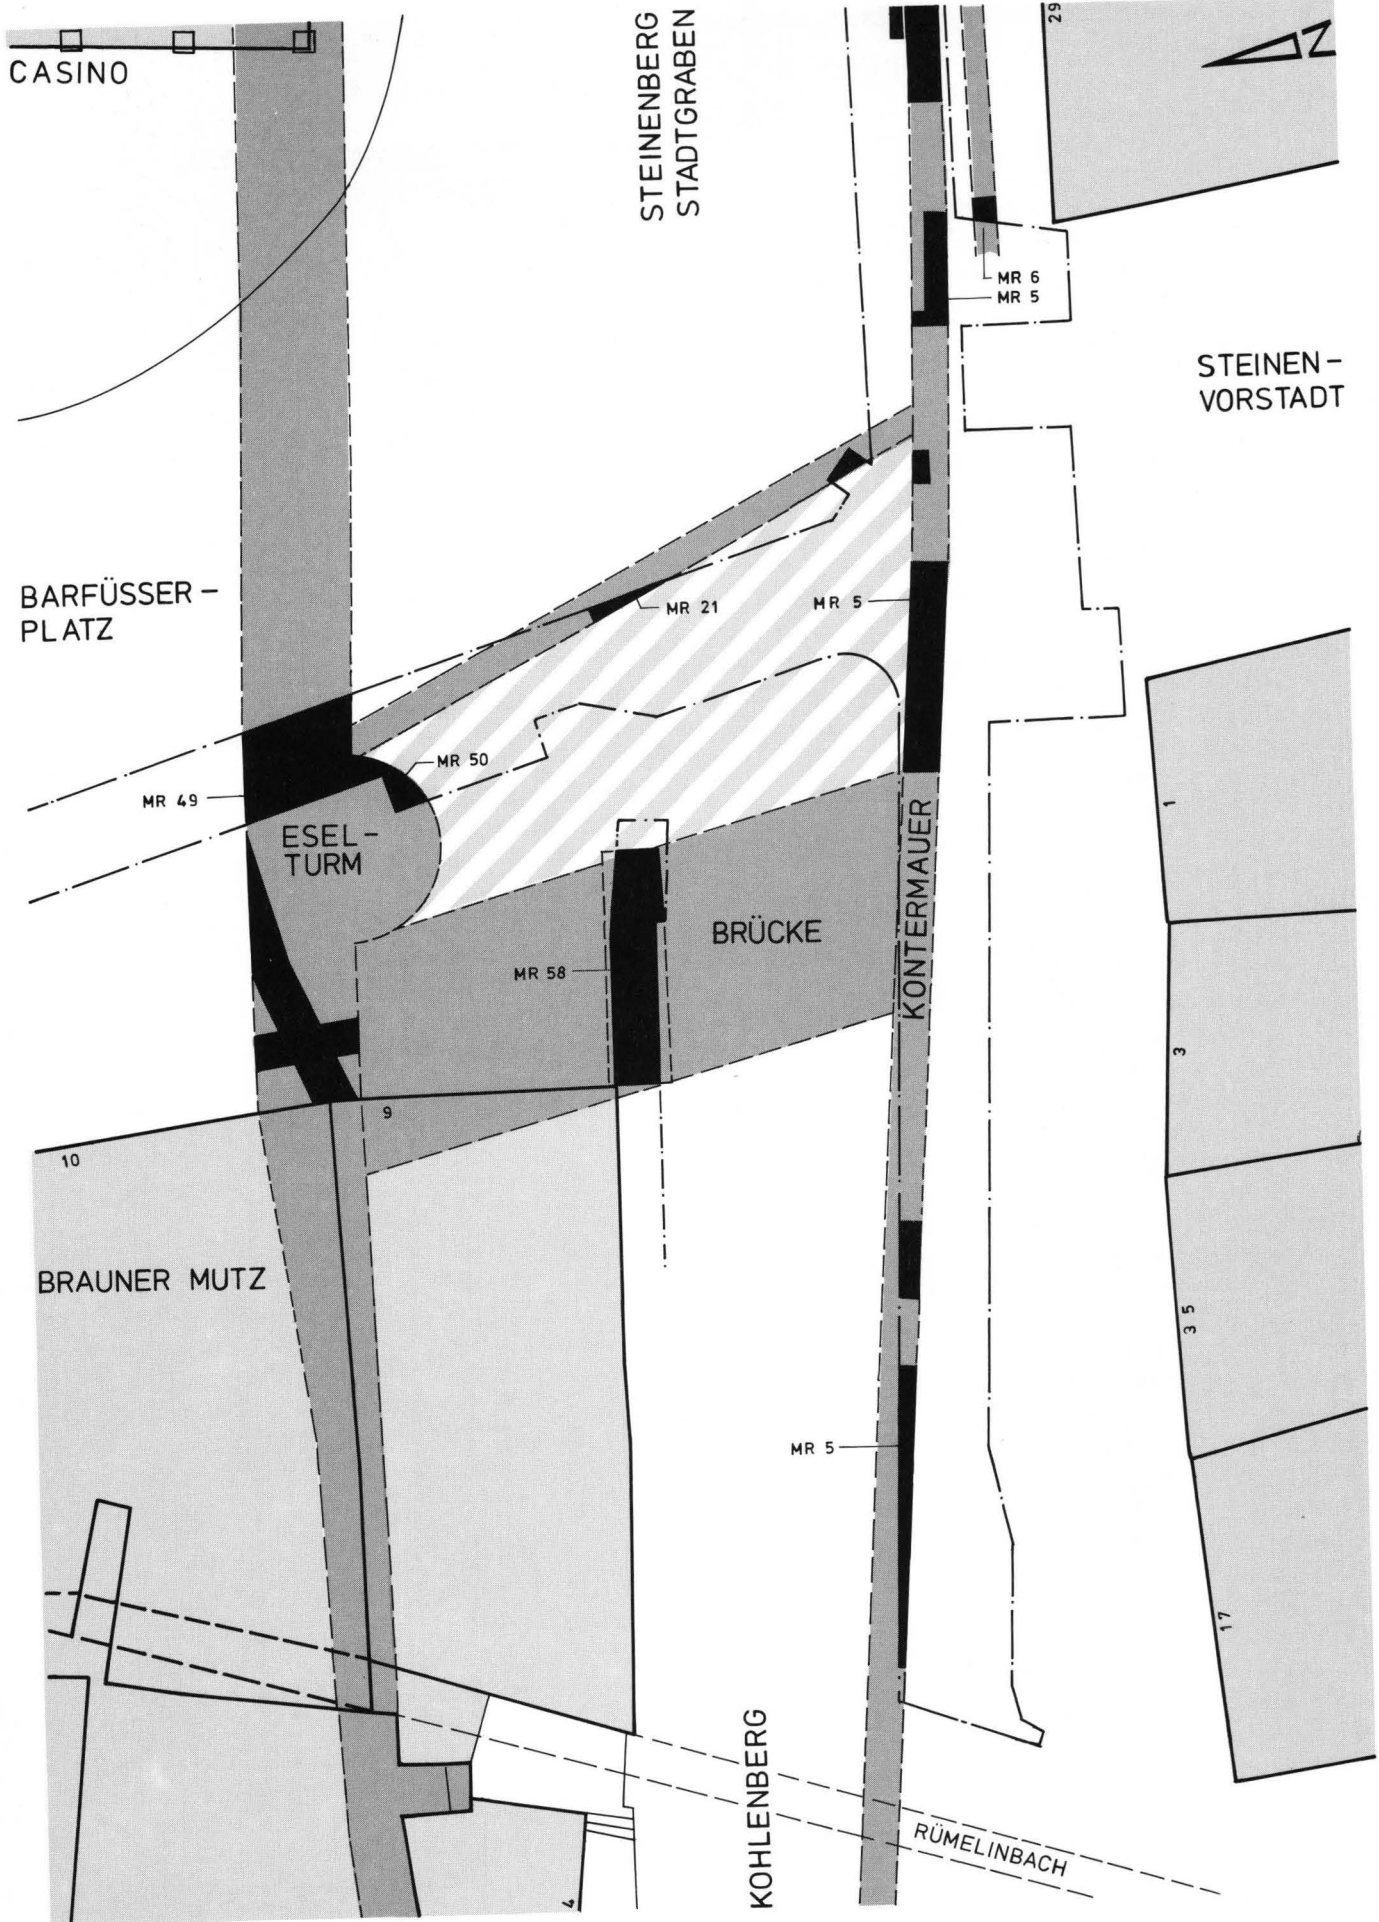 CASINO
STEINENBERG
STADTGRABEN
29
N
MR 6
MR 5
STEINEN-
VORSTADT
BARFÜSSER-
PLATZ
MR 21
MR 5
MR 50
MR 49
ESEL-
TURM
1
KONTERMAUER
BRÜCKE
MR 58
3
9
10
BRAUNER MUTZ
3 5
MR 5
17
KOHLENBERG
RÜMELINBACH
4